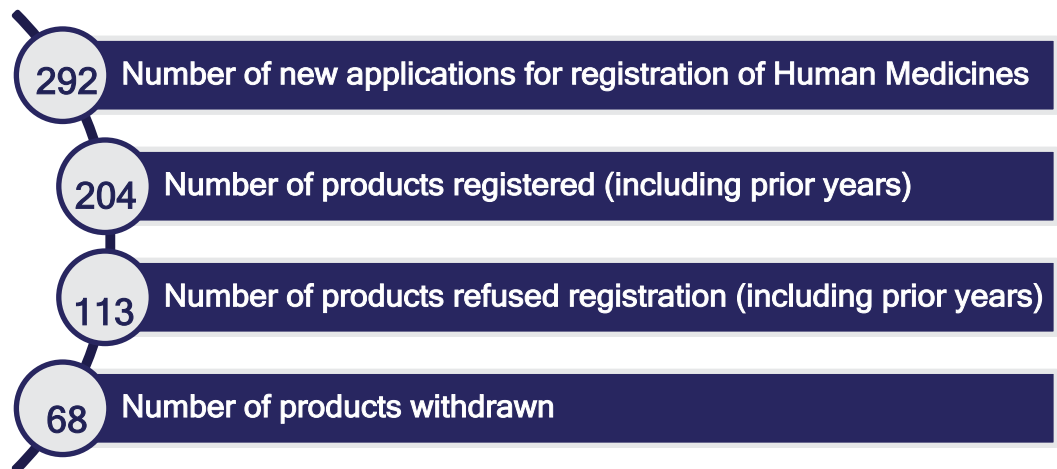 292 Number of new applications for registration of Human Medicines
204 Number of products registered (including prior years)
113 Number of products refused registration (including prior years)
68 Number of products withdrawn